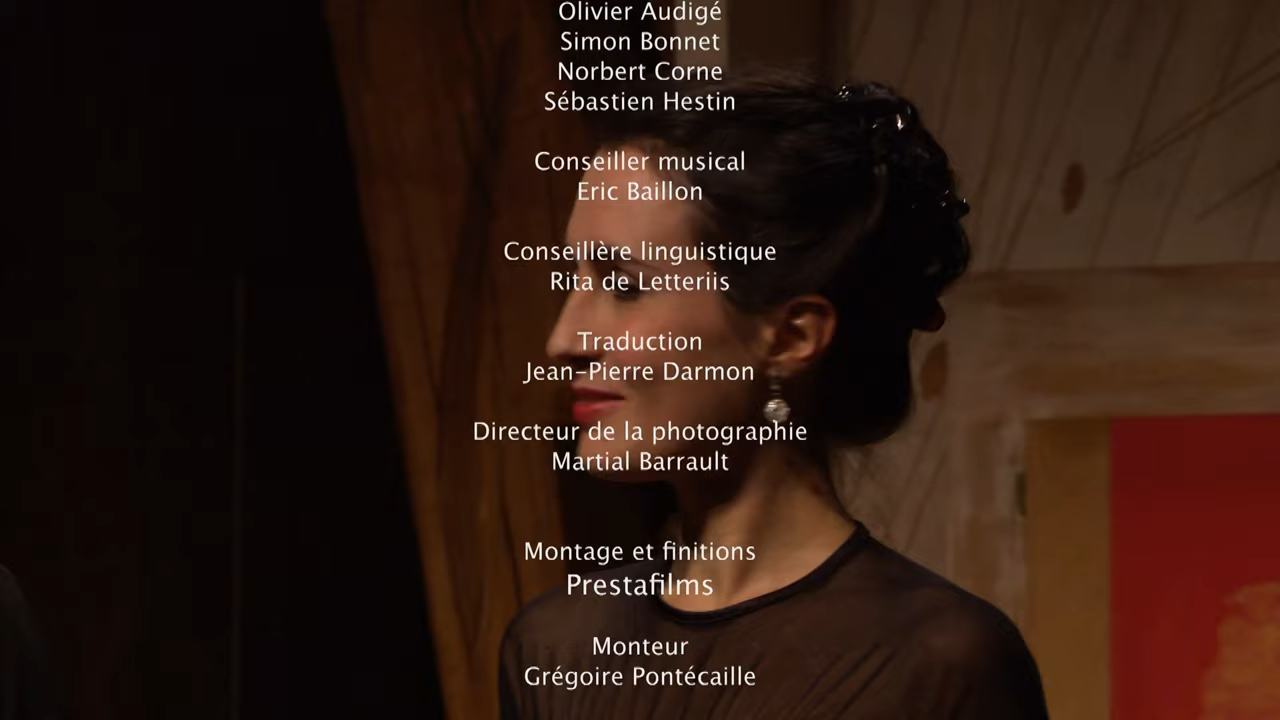 Olivier Audigé
Simon Bonnet
Norbert Corne
Sébastien Hestin
Conseiller musical
Eric Baillon
Conseillère linguistique
Rita de Letteriis
Traduction
Jean-Pierre Darmon
Directeur de la photographie
Martial Barrault
Montage et finitions
Prestafilms
Monteur
Grégoire Pontécaille